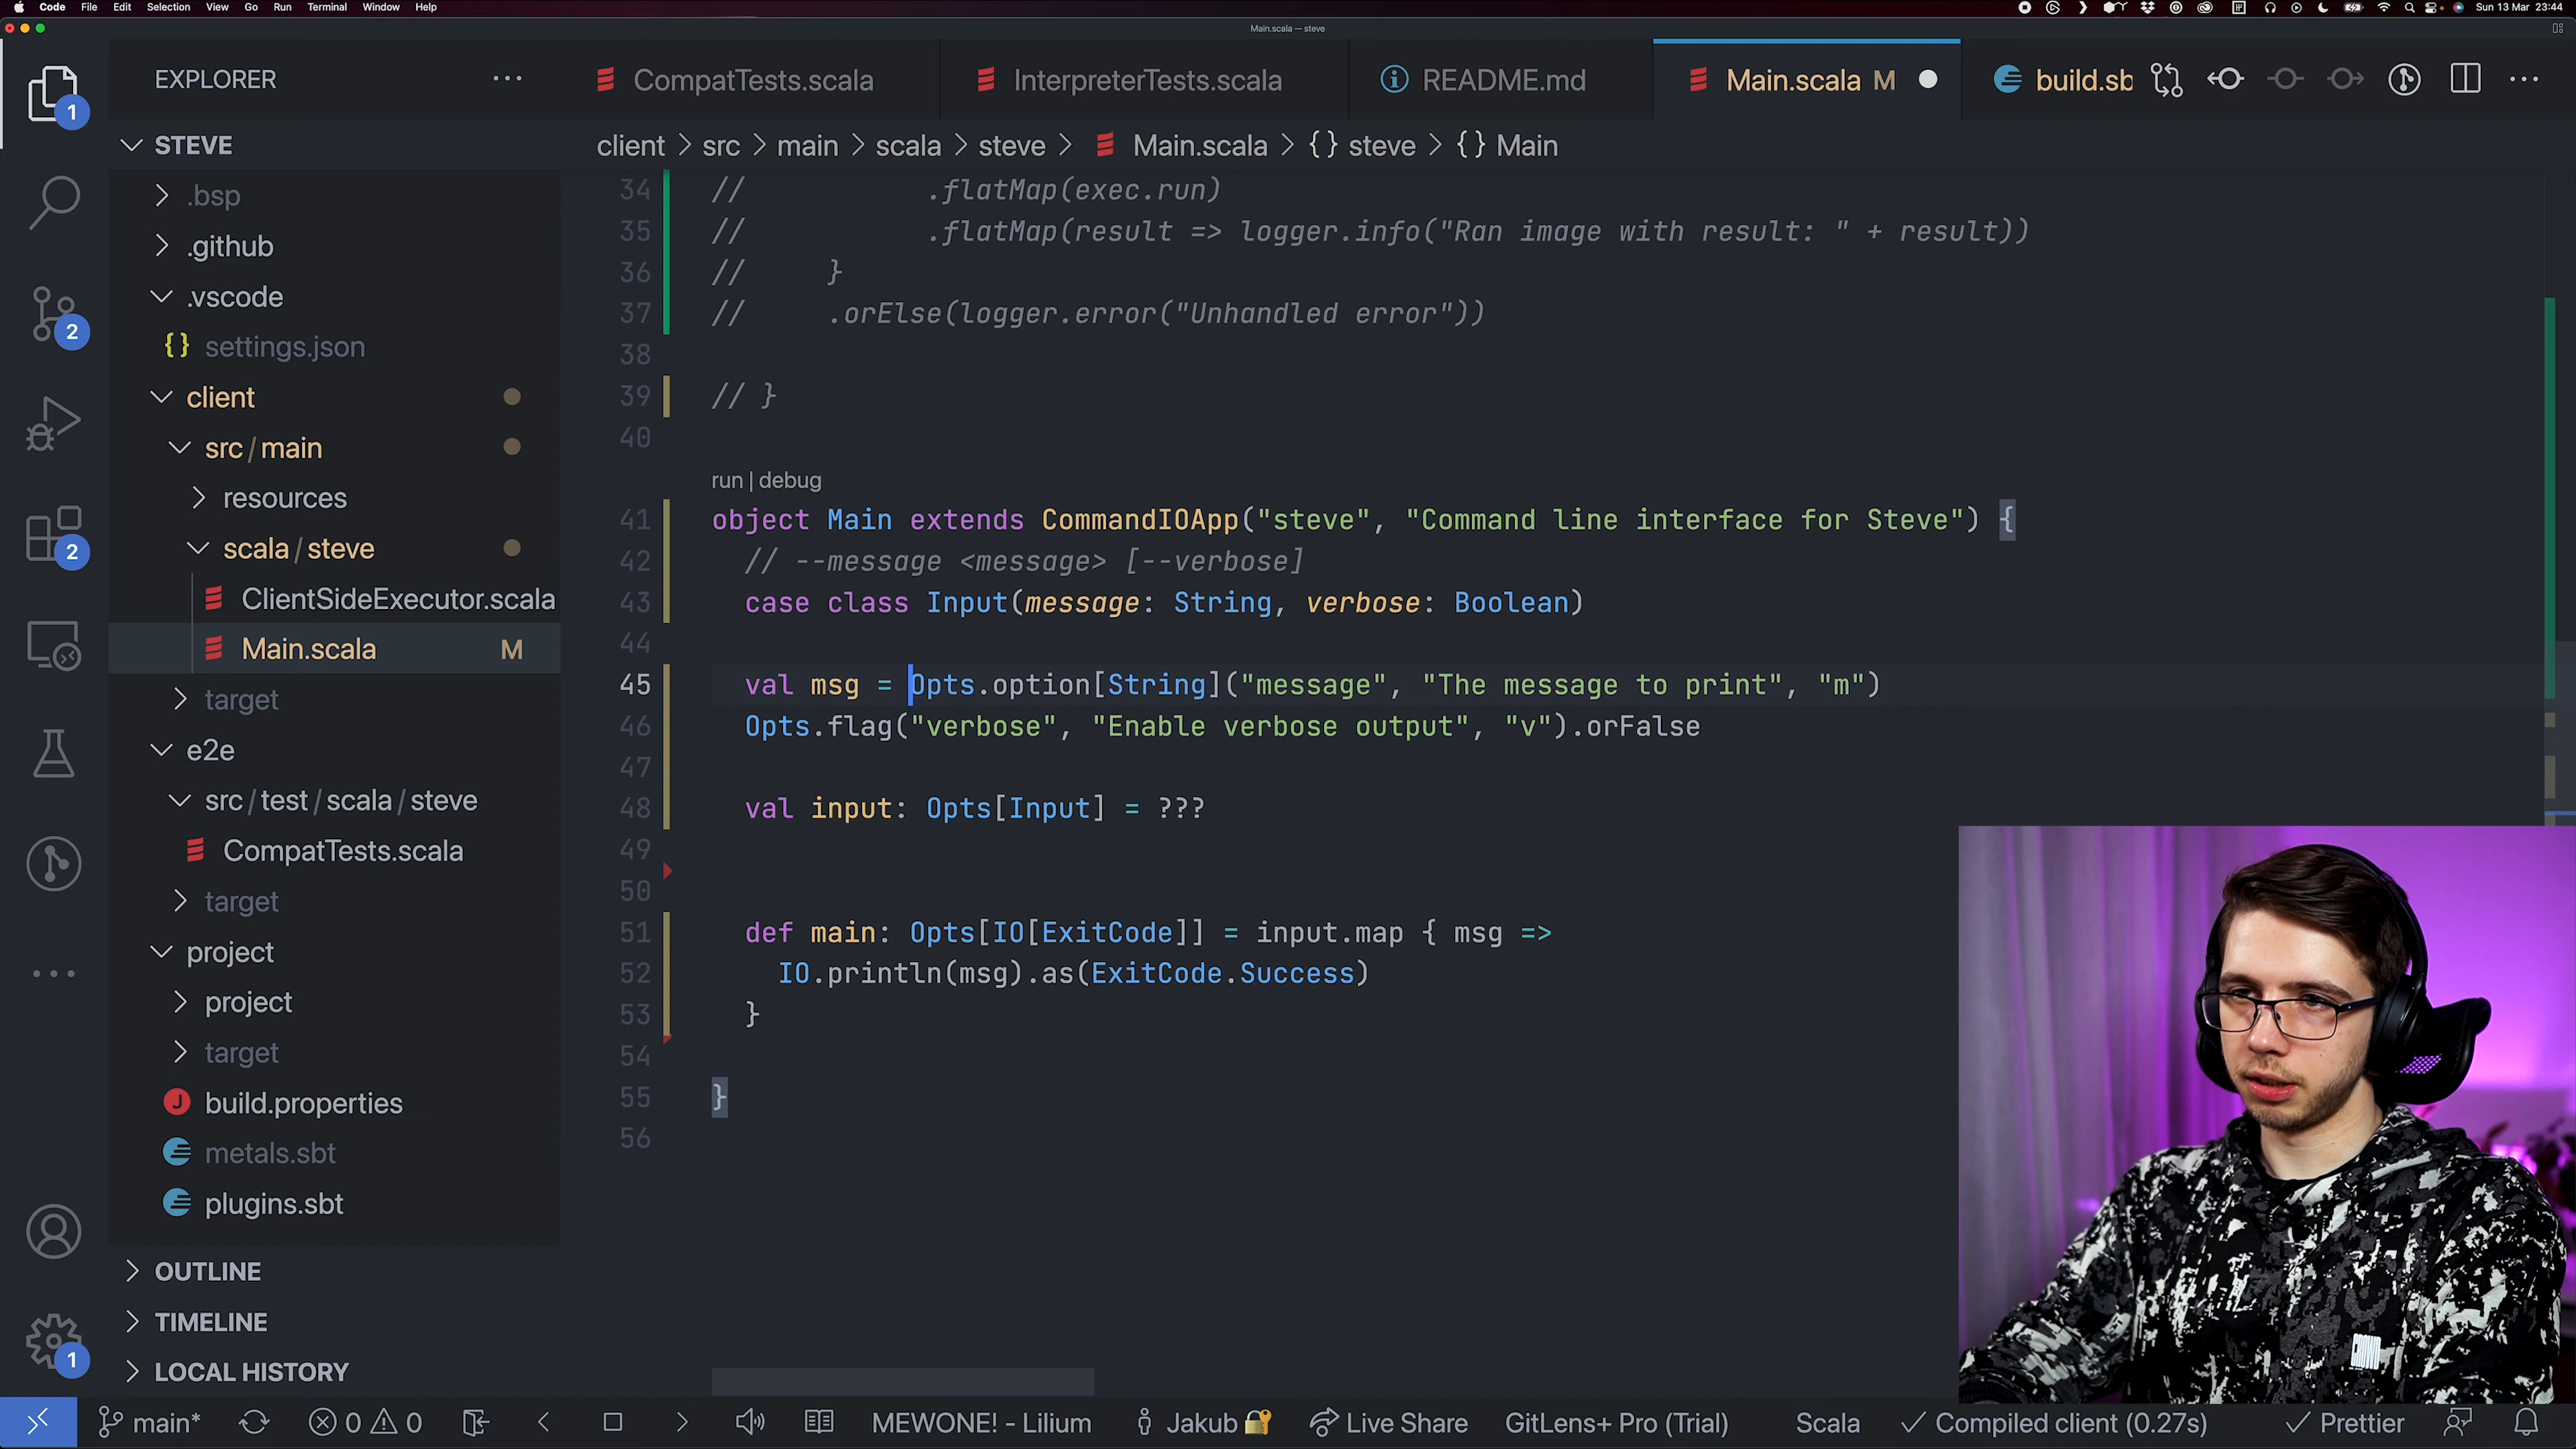 Code File Edit Selection View Go Run Terminal Window Help
Sun 13 Mar 23:44
Main.scala — steve
EXPLORER
CompatTests.scala
InterpreterTests.scala
README.md
Main.scala M
build.sb
STEVE
client > src > main > scala > steve > Main.scala > {} steve > {} Main
.bsp
.github
.vscode
{} settings.json
client
src/main
resources
scala/steve
ClientSideExecutor.scala
Main.scala M
target
e2e
src/test/scala/steve
CompatTests.scala
target
project
project
target
build.properties
metals.sbt
plugins.sbt
OUTLINE
TIMELINE
LOCAL HISTORY
1
2
2
1
34 // .flatMap(exec.run)
35 // .flatMap(result => logger.info("Ran image with result: " + result))
36 // }
37 // .orElse(logger.error("Unhandled error"))
38
39 // }
40
run | debug
41 object Main extends CommandIOApp("steve", "Command line interface for Steve") {
42 // --message <message> [--verbose]
43 case class Input(message: String, verbose: Boolean)
44
45 val msg = Opts.option[String]("message", "The message to print", "m")
46 Opts.flag("verbose", "Enable verbose output", "v").orFalse
47
48 val input: Opts[Input] = ???
49
50
51 def main: Opts[IO[ExitCode]] = input.map { msg =>
52 IO.println(msg).as(ExitCode.Success)
53 }
54
55 }
56
main* 0 0 MEWONE! - Lilium Jakub Live Share GitLens+ Pro (Trial) Scala Compiled client (0.27s) Prettier